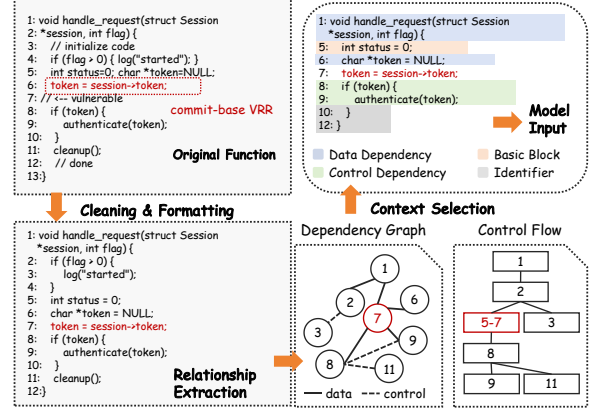 1: void handle_request(struct Session
2: *session, int flag) {
3: // initialize code
4: if (flag > 0) { log("started"); }
5: int status=0; char *token=NULL;
6: token = session->token;
7: // <-- vulnerable
commit-base VRR
8: if (token) {
9: authenticate(token);
10: }
11: cleanup();
12: // done
13:}
Original Function
1: void handle_request(struct Session
*session, int flag) {
5: int status = 0;
6: char *token = NULL;
7: token = session->token;
8: if (token) {
9: authenticate(token);
10: }
12: }
Model
Input
Data Dependency
Basic Block
Control Dependency
Identifier
Cleaning & Formatting
Context Selection
1: void handle_request(struct Session
*session, int flag) {
2: if (flag > 0) {
3: log("started");
4: }
5: int status = 0;
6: char *token = NULL;
7: token = session->token;
8: if (token) {
9: authenticate(token);
10: }
11: cleanup();
12:}
Relationship
Extraction
Dependency Graph
1
2
6
7
3
9
8
11
data
control
Control Flow
1
2
5-7
3
8
9
11